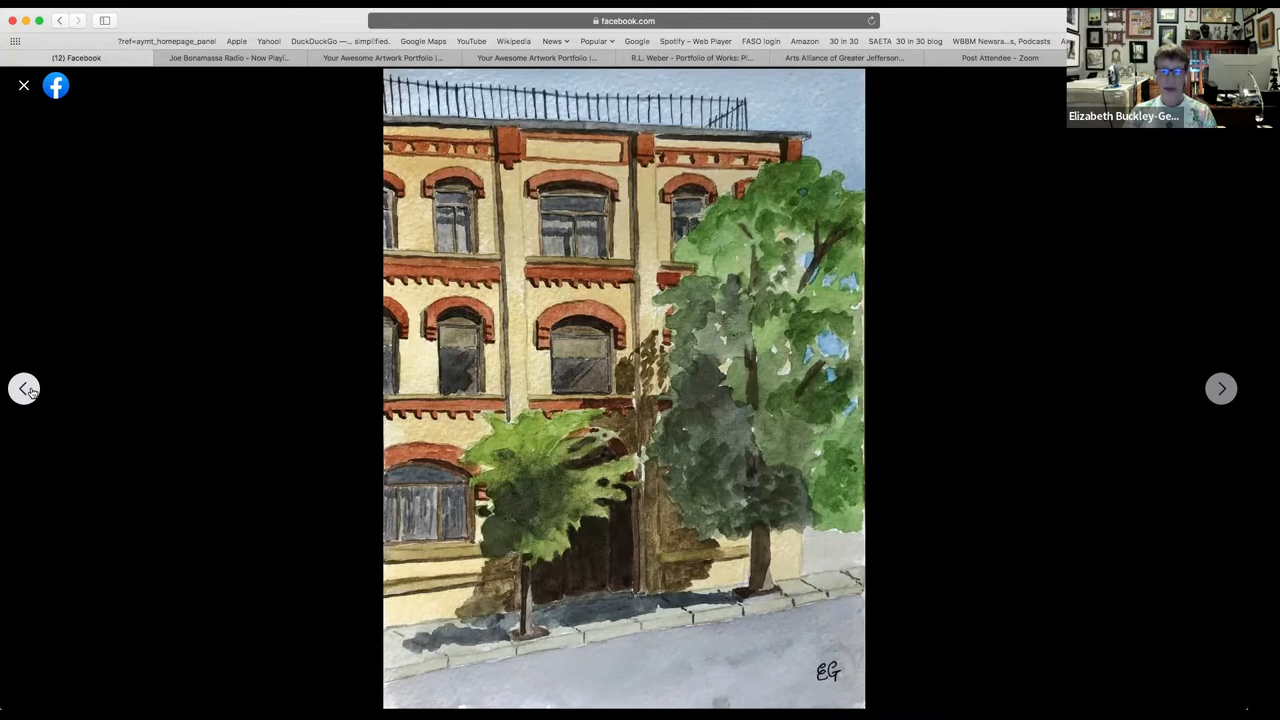 facebook.com
?ref=aymt_homepage_panel Apple Yahoo! DuckDuckGo —... simplified. Google Maps YouTube Wikipedia News Popular Google Spotify – Web Player FASO login Amazon 30 in 30 SAETA 30 in 30 blog WBBM Newsra...s, Podcasts
(12) Facebook Joe Bonamassa Radio - Now Playi... Your Awesome Artwork Portfolio |... Your Awesome Artwork Portfolio |... R.L. Weber - Portfolio of Works: Pi... Arts Alliance of Greater Jefferson... Post Attendee - Zoom
Elizabeth Buckley-Ge...
EG